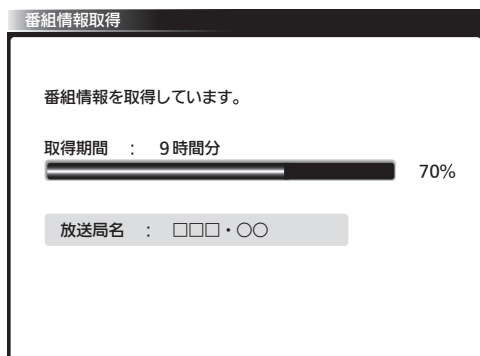 番組情報取得
番組情報を取得しています。
取得期間 : 9時間分
70%
放送局名 : □□□・○○